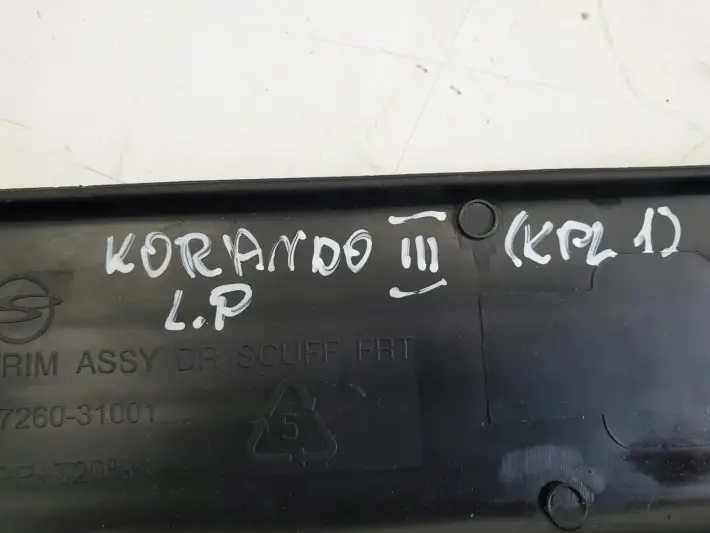 KORANDO III (KPL 1)
L.P
RIM ASSY DR SCUFF FRT
7260-31001
5